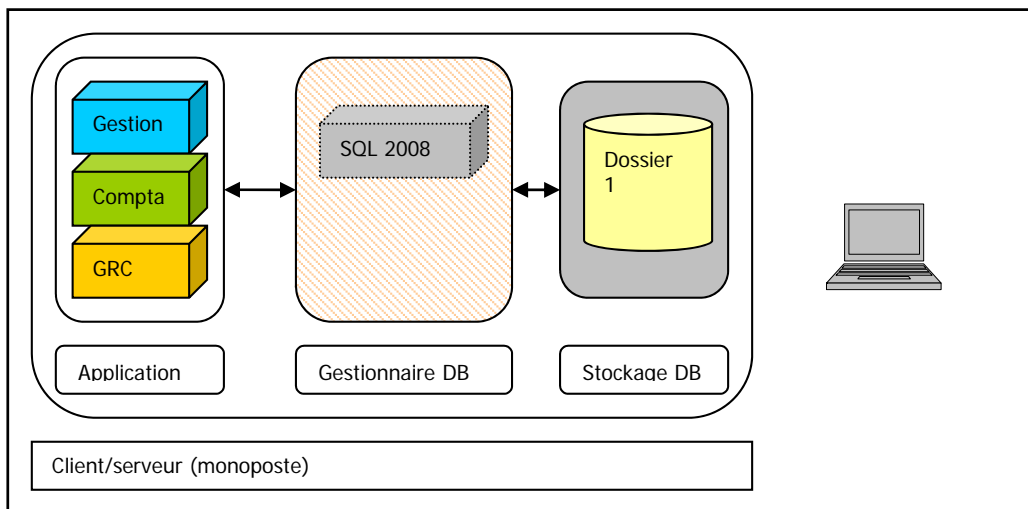 Gestion
Compta
GRC
SQL 2008
Dossier
1
Application
Gestionnaire DB
Stockage DB
Client/serveur (monoposte)